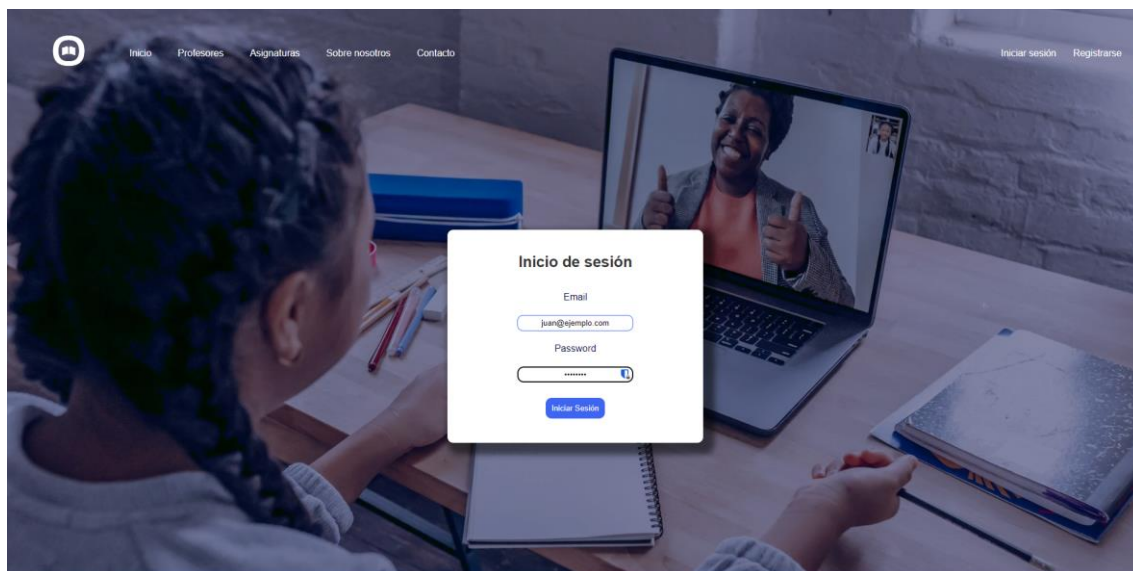 Inicio Profesores Asignaturas Sobre nosotros Contacto Iniciar sesión Registrarse
Inicio de sesión
Email
juan@ejemplo.com
Password
••••••••
Iniciar Sesión